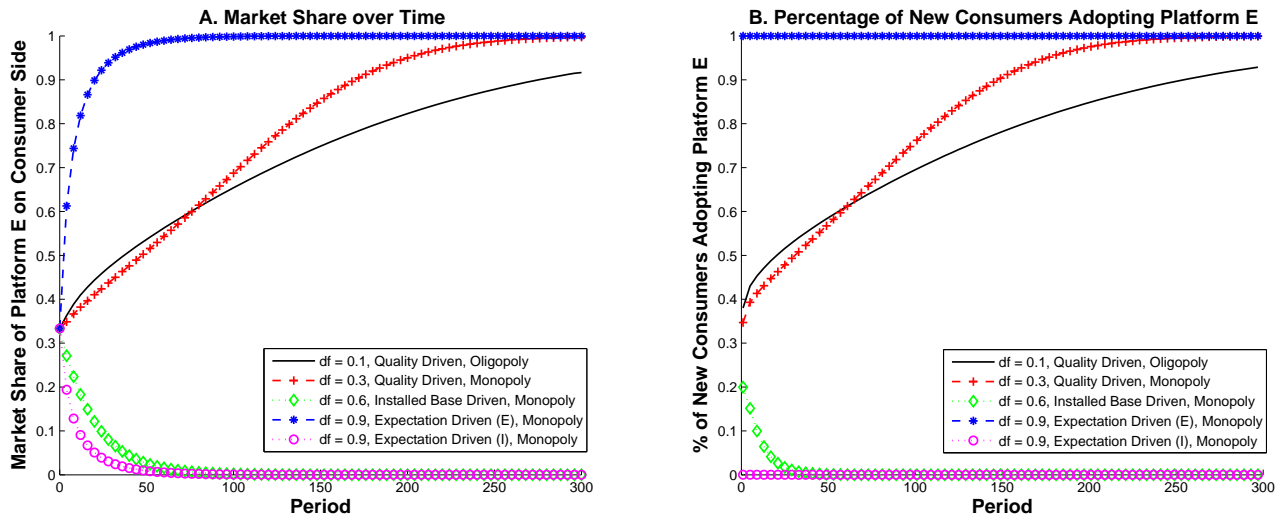 A. Market Share over Time
Market Share of Platform E on Consumer Side
1
0.9
0.8
0.7
0.6
0.5
0.4
0.3
0.2
0.1
0
df = 0.1, Quality Driven, Oligopoly
df = 0.3, Quality Driven, Monopoly
df = 0.6, Installed Base Driven, Monopoly
df = 0.9, Expectation Driven (E), Monopoly
df = 0.9, Expectation Driven (I), Monopoly
0 50 100 150 200 250 300
Period
B. Percentage of New Consumers Adopting Platform E
% of New Consumers Adopting Platform E
1
0.9
0.8
0.7
0.6
0.5
0.4
0.3
0.2
0.1
0
df = 0.1, Quality Driven, Oligopoly
df = 0.3, Quality Driven, Monopoly
df = 0.6, Installed Base Driven, Monopoly
df = 0.9, Expectation Driven (E), Monopoly
df = 0.9, Expectation Driven (I), Monopoly
0 50 100 150 200 250 300
Period